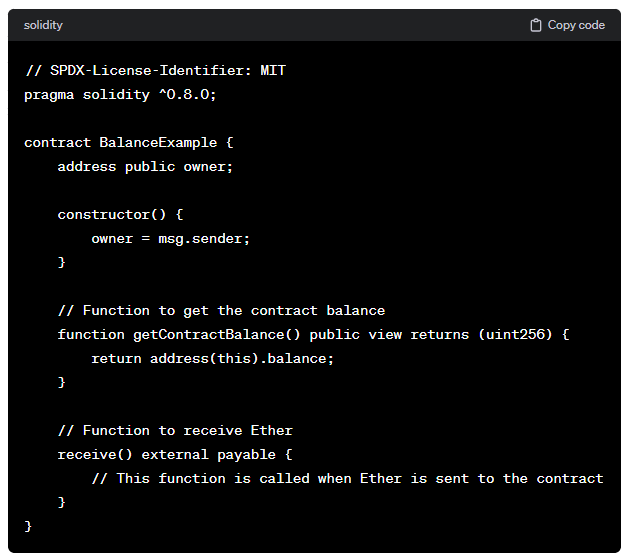 solidity
Copy code
// SPDX-License-Identifier: MIT
pragma solidity ^0.8.0;
contract BalanceExample {
address public owner;
constructor() {
owner = msg.sender;
}
// Function to get the contract balance
function getContractBalance() public view returns (uint256) {
return address(this).balance;
}
// Function to receive Ether
receive() external payable {
// This function is called when Ether is sent to the contract
}
}